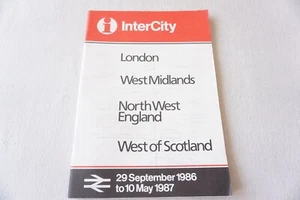 i InterCity
London
West Midlands
North West
England
West of Scotland
29 September 1986
to 10 May 1987